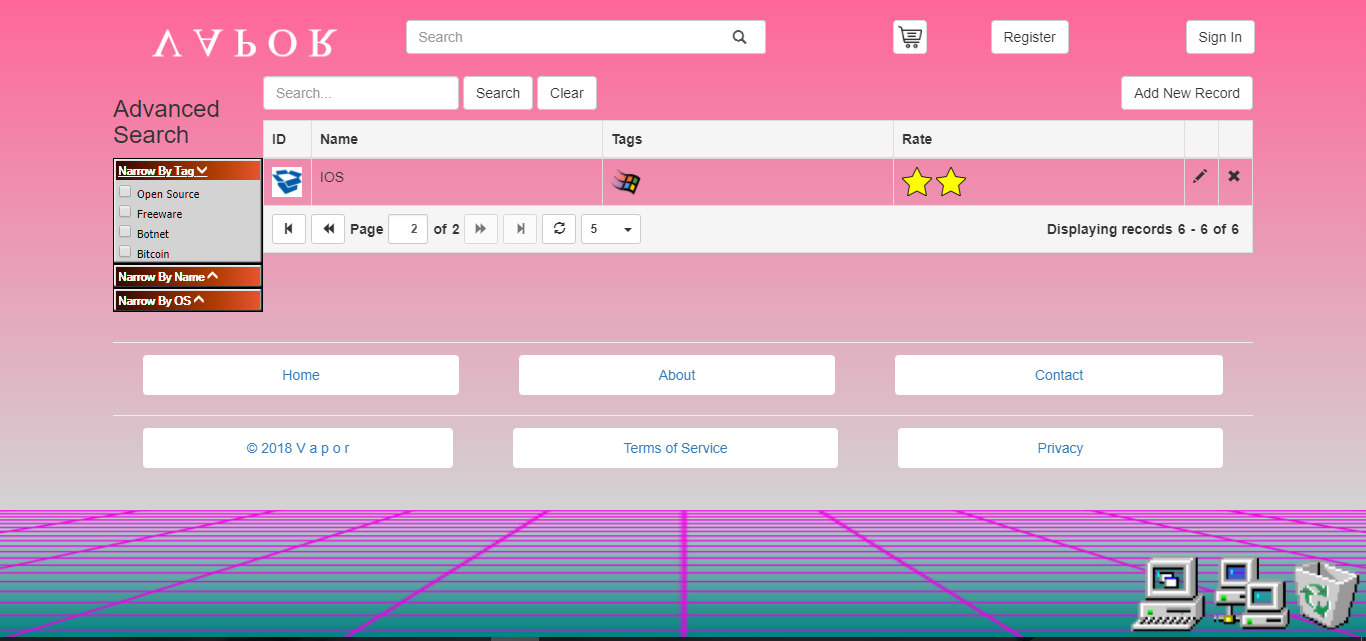 VAPOR
Search
Register
Sign In
Advanced
Search
Search...
Search
Clear
Add New Record
ID
Name
Tags
Rate
Narrow By Tag
Open Source
Freeware
Botnet
Bitcoin
Narrow By Name
Narrow By OS
IOS
Page 2 of 2
5
Displaying records 6 - 6 of 6
Home
About
Contact
© 2018 V a p o r
Terms of Service
Privacy